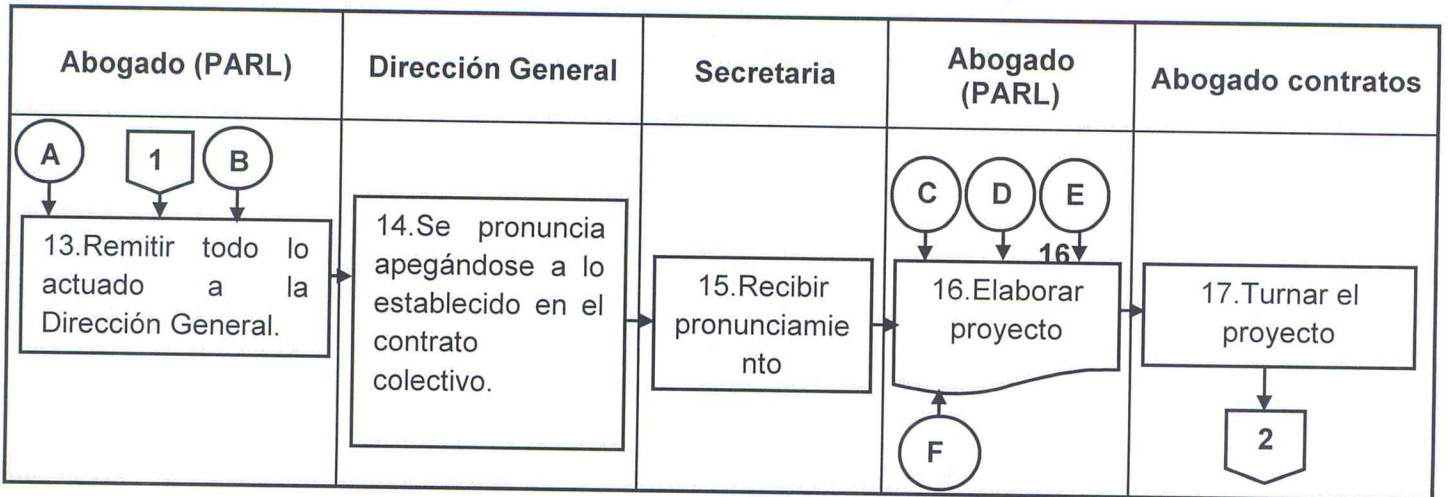 Abogado (PARL)
Dirección General
Secretaria
Abogado
(PARL)
Abogado contratos
A
1
B
13.Remitir todo lo
actuado a la
Dirección General.
14.Se pronuncia
apegándose a lo
establecido en el
contrato
colectivo.
15.Recibir
pronunciamie
nto
C
D
E
16
16.Elaborar
proyecto
F
17.Turnar el
proyecto
2